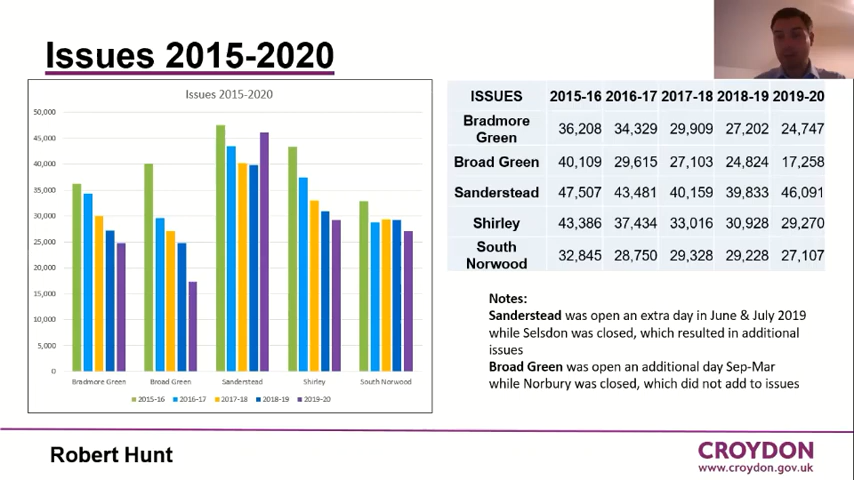 Issues 2015-2020
Issues 2015-2020
50,000
45,000
40,000
35,000
30,000
25,000
20,000
15,000
10,000
5,000
0
Bradmore Green Broad Green Sanderstead Shirley South Norwood
2015-16 2016-17 2017-18 2018-19 2019-20
ISSUES 2015-16 2016-17 2017-18 2018-19 2019-20
Bradmore
Green 36,208 34,329 29,909 27,202 24,747
Broad Green 40,109 29,615 27,103 24,824 17,258
Sanderstead 47,507 43,481 40,159 39,833 46,091
Shirley 43,386 37,434 33,016 30,928 29,270
South
Norwood 32,845 28,750 29,328 29,228 27,107
Notes:
Sanderstead was open an extra day in June & July 2019
while Selsdon was closed, which resulted in additional
issues
Broad Green was open an additional day Sep-Mar
while Norbury was closed, which did not add to issues
Robert Hunt
CROYDON
www.croydon.gov.uk